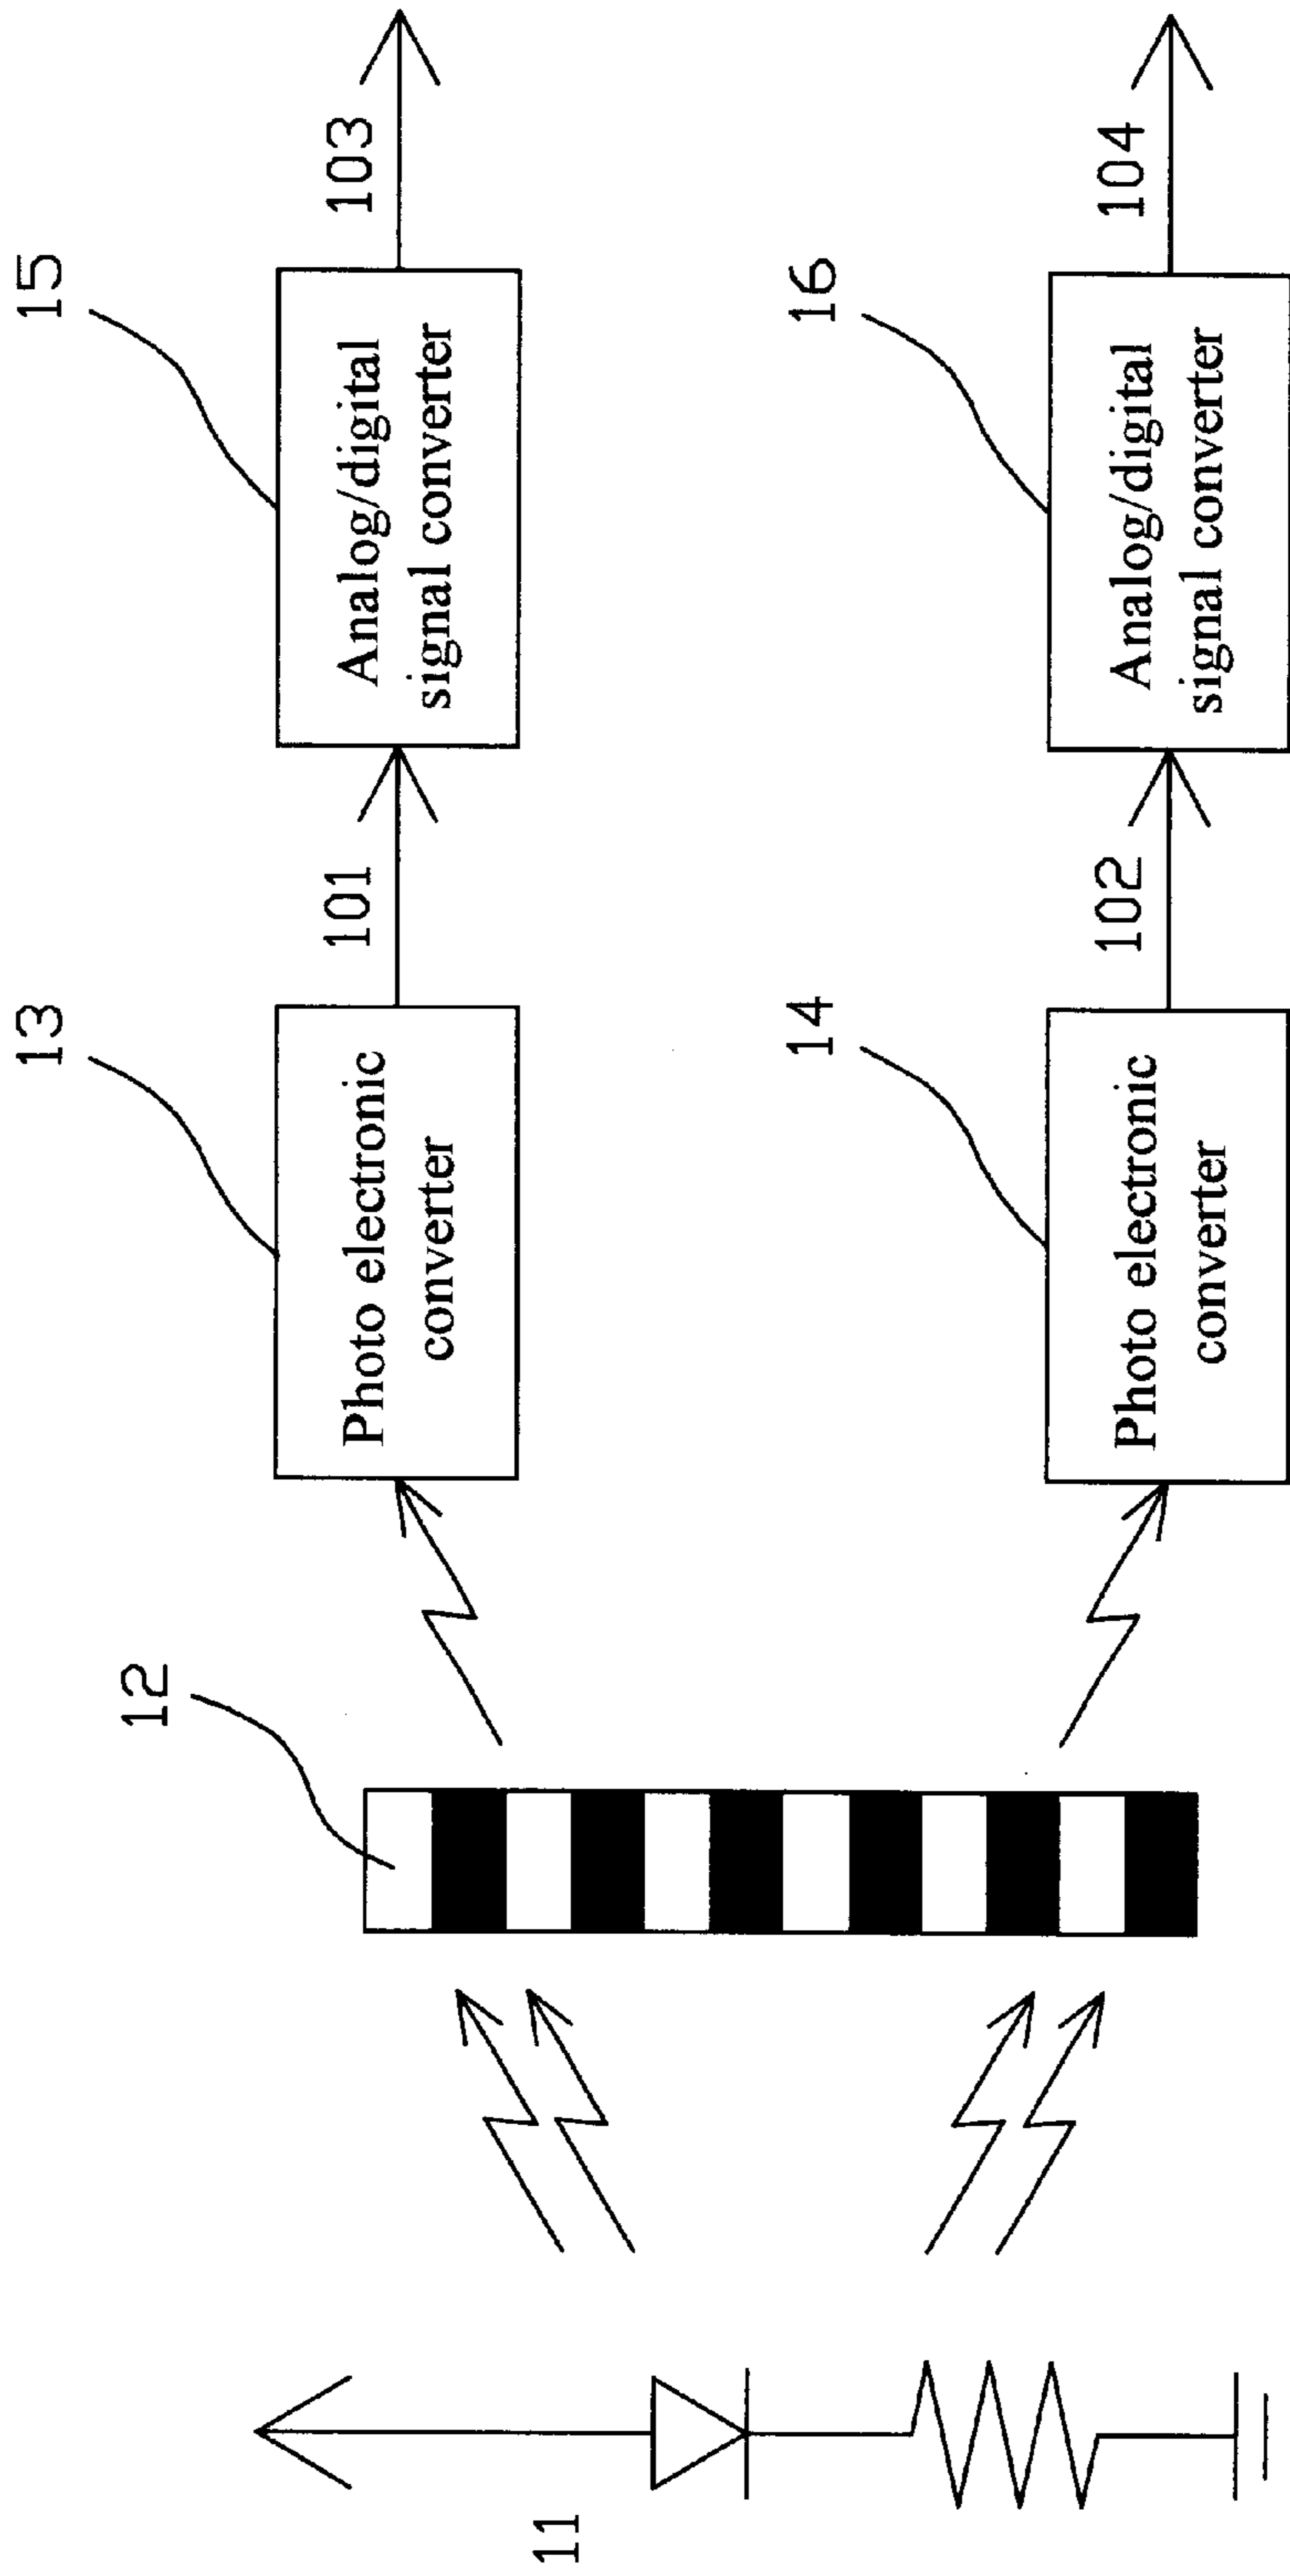 11
12
13
Photo electronic
converter
101
15
Analog/digital
signal converter
103
14
Photo electronic
converter
102
16
Analog/digital
signal converter
104